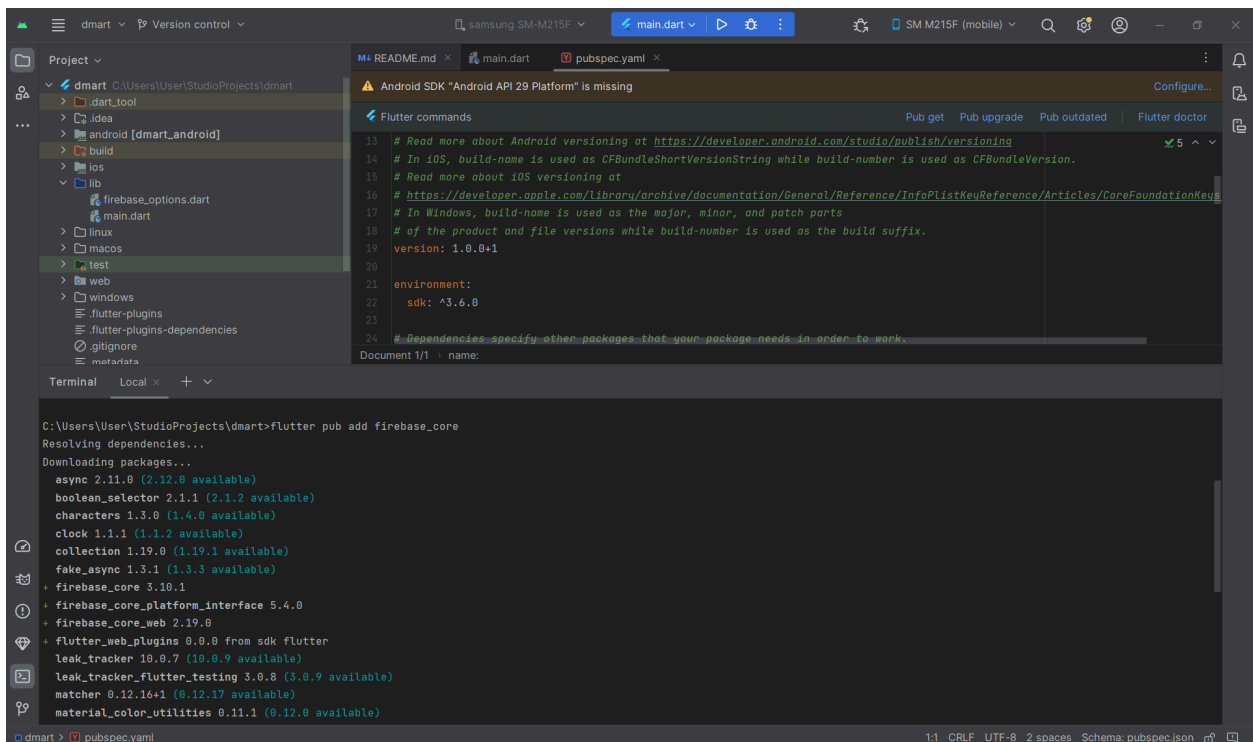 dmart Version control samsung SM-M215F main.dart SM M215F (mobile)
Project
dmart C:\Users\User\StudioProjects\dmart
.dart_tool
.idea
android [dmart_android]
build
ios
lib
firebase_options.dart
main.dart
linux
macos
test
web
windows
.flutter-plugins
.flutter-plugins-dependencies
.gitignore
.metadata
M+ README.md main.dart Y pubspec.yaml
Android SDK "Android API 29 Platform" is missing Configure...
Flutter commands Pub get Pub upgrade Pub outdated Flutter doctor
5
13 # Read more about Android versioning at https://developer.android.com/studio/publish/versioning
14 # In iOS, build-name is used as CFBundleShortVersionString while build-number is used as CFBundleVersion.
15 # Read more about iOS versioning at
16 # https://developer.apple.com/library/archive/documentation/General/Reference/InfoPlistKeyReference/Articles/CoreFoundationKeys
17 # In Windows, build-name is used as the major, minor, and patch parts
18 # of the product and file versions while build-number is used as the build suffix.
19 version: 1.0.0+1
20
21 environment:
22 sdk: ^3.6.0
23
24 # Dependencies specify other packages that your package needs in order to work.
Document 1/1 › name:
Terminal Local
C:\Users\User\StudioProjects\dmart>flutter pub add firebase_core
Resolving dependencies...
Downloading packages...
async 2.11.0 (2.12.0 available)
boolean_selector 2.1.1 (2.1.2 available)
characters 1.3.0 (1.4.0 available)
clock 1.1.1 (1.1.2 available)
collection 1.19.0 (1.19.1 available)
fake_async 1.3.1 (1.3.3 available)
+ firebase_core 3.10.1
+ firebase_core_platform_interface 5.4.0
+ firebase_core_web 2.19.0
+ flutter_web_plugins 0.0.0 from sdk flutter
leak_tracker 10.0.7 (10.0.9 available)
leak_tracker_flutter_testing 3.0.8 (3.0.9 available)
matcher 0.12.16+1 (0.12.17 available)
material_color_utilities 0.11.1 (0.12.0 available)
dmart > Y pubspec.yaml 1:1 CRLF UTF-8 2 spaces Schema: pubspec.json